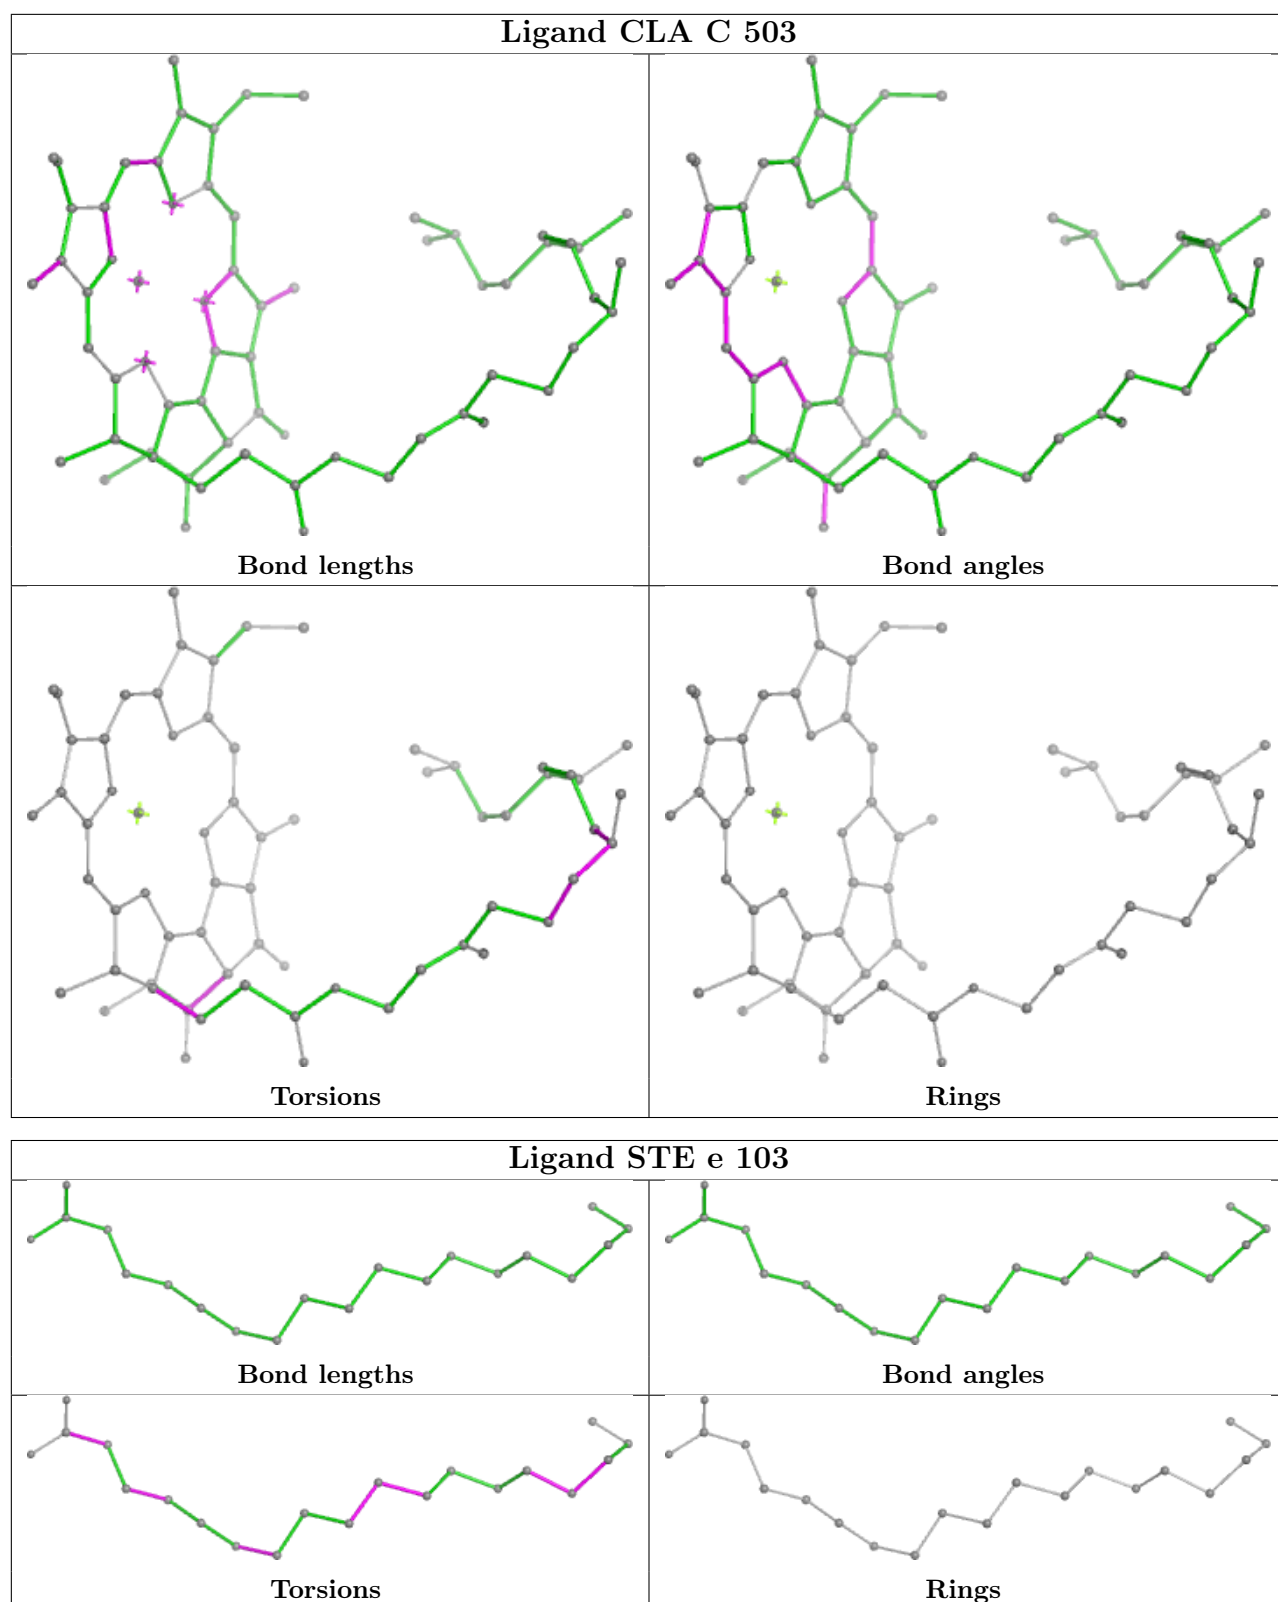 Ligand CLA C 503
Bond lengths
Bond angles
Torsions
Rings
Ligand STE e 103
Bond lengths
Bond angles
Torsions
Rings